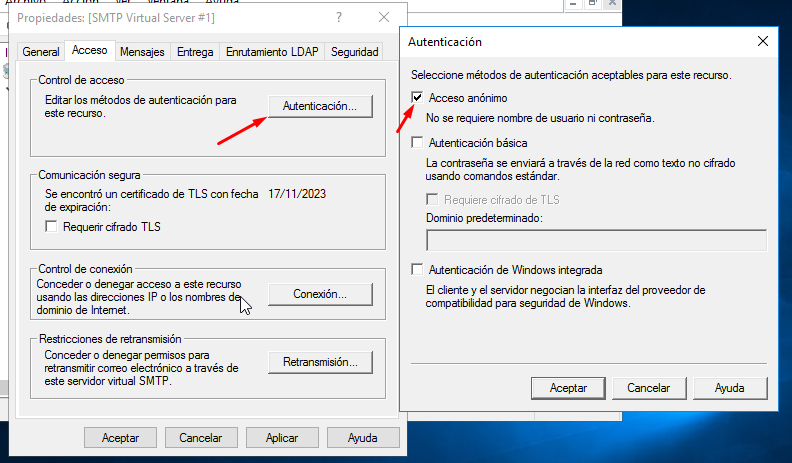 Archivo Acción Ver Ventana Ayuda
Propiedades: [SMTP Virtual Server #1]
General Acceso Mensajes Entrega Enrutamiento LDAP Seguridad
Control de acceso
Editar los métodos de autenticación para
este recurso.
Autenticación...
Comunicación segura
Se encontró un certificado de TLS con fecha
de expiración:
17/11/2023
Requerir cifrado TLS
Control de conexión
Conceder o denegar acceso a este recurso
usando las direcciones IP o los nombres de
dominio de Internet.
Conexión...
Restricciones de retransmisión
Conceder o denegar permisos para
retransmitir correo electrónico a través de
este servidor virtual SMTP.
Retransmisión...
Aceptar Cancelar Aplicar Ayuda
Autenticación
Seleccione métodos de autenticación aceptables para este recurso.
Acceso anónimo
No se requiere nombre de usuario ni contraseña.
Autenticación básica
La contraseña se enviará a través de la red como texto no cifrado
usando comandos estándar.
Requiere cifrado de TLS
Dominio predeterminado:
Autenticación de Windows integrada
El cliente y el servidor negocian la interfaz del proveedor de
compatibilidad para seguridad de Windows.
Aceptar Cancelar Ayuda